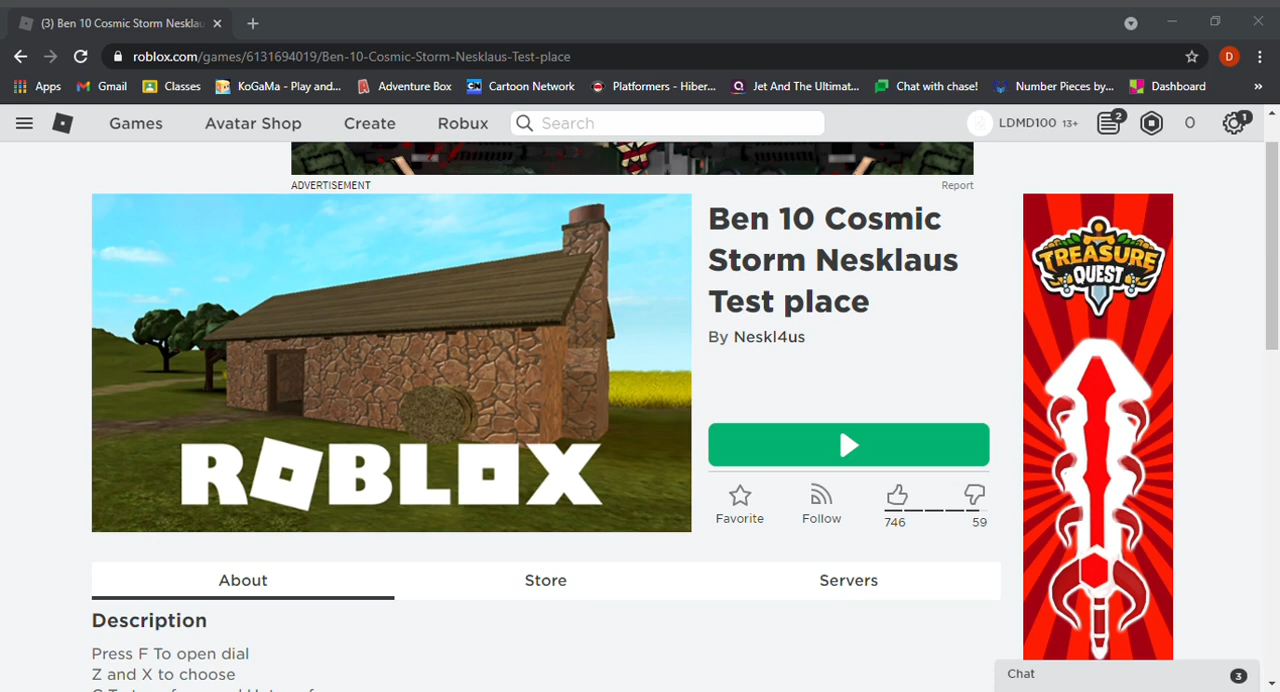 (3) Ben 10 Cosmic Storm Nesklau
roblox.com/games/6131694019/Ben-10-Cosmic-Storm-Nesklaus-Test-place
D
Apps
Gmail
Classes
KoGaMa - Play and...
Adventure Box
Cartoon Network
Platformers - Hiber...
Jet And The Ultimat...
Chat with chase!
Number Pieces by...
Dashboard
Games
Avatar Shop
Create
Robux
Search
LDMD100 13+
2
0
1
ADVERTISEMENT
Report
ROBLOX
Ben 10 Cosmic
Storm Nesklaus
Test place
By Neskl4us
Favorite
Follow
746
59
TREASURE
QUEST
About
Store
Servers
Description
Press F To open dial
Z and X to choose
Chat
3